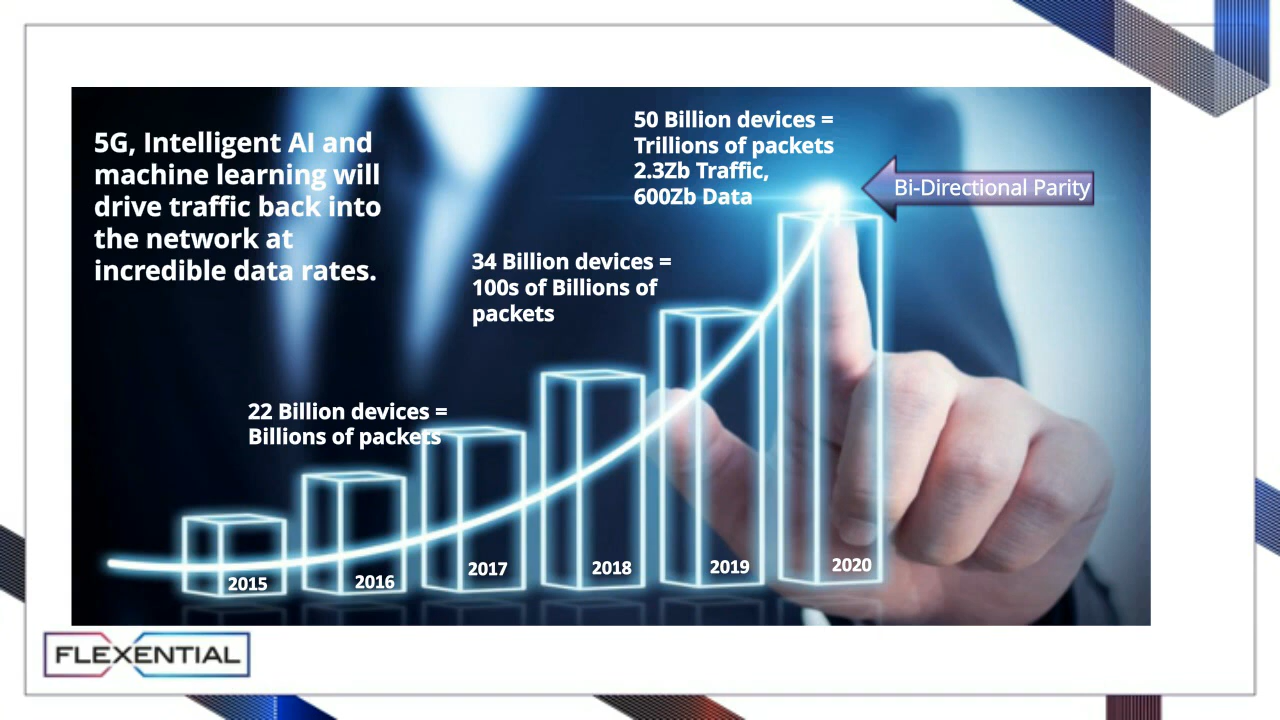 5G, Intelligent AI and
machine learning will
drive traffic back into
the network at
incredible data rates.
50 Billion devices =
Trillions of packets
2.3Zb Traffic,
600Zb Data
Bi-Directional Parity
34 Billion devices =
100s of Billions of
packets
22 Billion devices =
Billions of packets
2015
2016
2017
2018
2019
2020
FLEXENTIAL